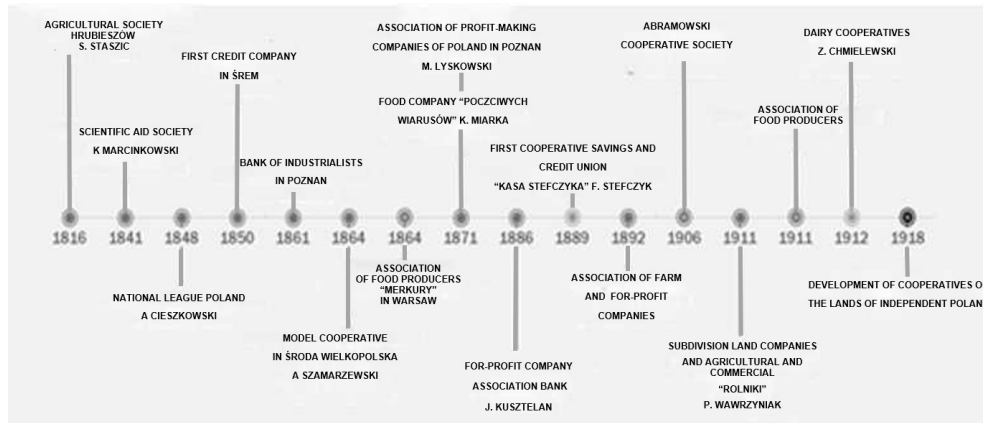 AGRICULTURAL SOCIETY
HRUBIESZÓW
S. STASZIC
SCIENTIFIC AID SOCIETY
K MARCINKOWSKI
FIRST CREDIT COMPANY
IN ŚREM
BANK OF INDUSTRIALISTS
IN POZNAN
ASSOCIATION OF PROFIT-MAKING
COMPANIES OF POLAND IN POZNAN
M. LYSKOWSKI
FOOD COMPANY “POCZCIWYCH
WIARUSÓW” K. MIARKA
FIRST COOPERATIVE SAVINGS AND
CREDIT UNION
“KASA STEFCZYKA” F. STEFCZYK
ABRAMOWSKI
COOPERATIVE SOCIETY
ASSOCIATION OF
FOOD PRODUCERS
DAIRY COOPERATIVES
Z. CHMIELEWSKI
1816 1841 1848 1850 1861 1864 1864 1871 1886 1889 1892 1906 1911 1911 1912 1918
NATIONAL LEAGUE POLAND
A CIESZKOWSKI
MODEL COOPERATIVE
IN ŚRODA WIELKOPOLSKA
A SZAMARZEWSKI
ASSOCIATION
OF FOOD PRODUCERS
“MERKURY”
IN WARSAW
FOR-PROFIT COMPANY
ASSOCIATION BANK
J. KUSZTELAN
ASSOCIATION OF FARM
AND FOR-PROFIT
COMPANIES
SUBDIVISION LAND COMPANIES
AND AGRICULTURAL AND
COMMERCIAL
“ROLNIKI”
P. WAWRZYNIAK
DEVELOPMENT OF COOPERATIVES O
THE LANDS OF INDEPENDENT POLAN